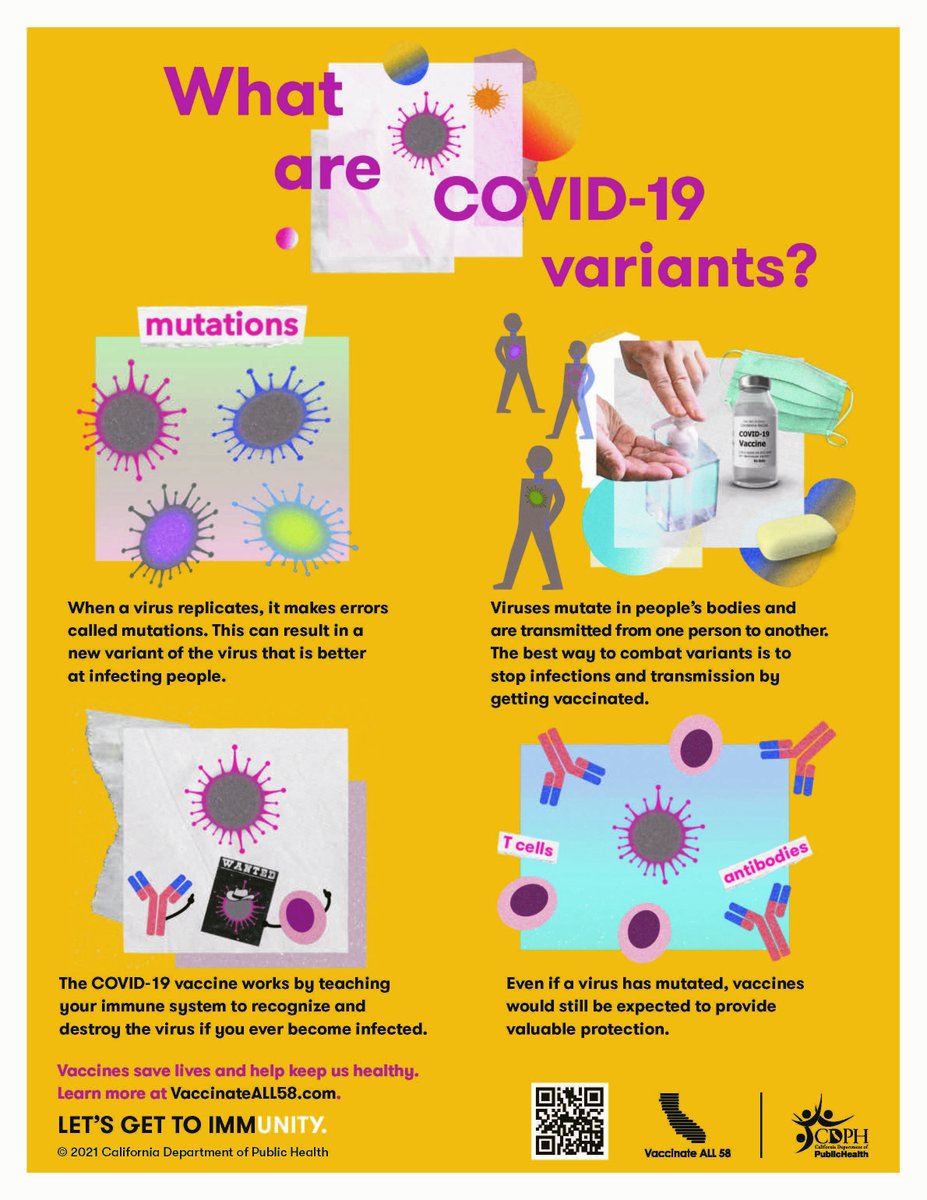 What
are
COVID-19
variants?
mutations
COVID-19
Vaccine
When a virus replicates, it makes errors
called mutations. This can result in a
new variant of the virus that is better
at infecting people.
Viruses mutate in people’s bodies and
are transmitted from one person to another.
The best way to combat variants is to
stop infections and transmission by
getting vaccinated.
WANTED
T cells
antibodies
The COVID-19 vaccine works by teaching
your immune system to recognize and
destroy the virus if you ever become infected.
Even if a virus has mutated, vaccines
would still be expected to provide
valuable protection.
Vaccines save lives and help keep us healthy.
Learn more at VaccinateALL58.com.
LET’S GET TO IMMUNITY.
© 2021 California Department of Public Health
Vaccinate ALL 58
CDPH
California Department of
PublicHealth